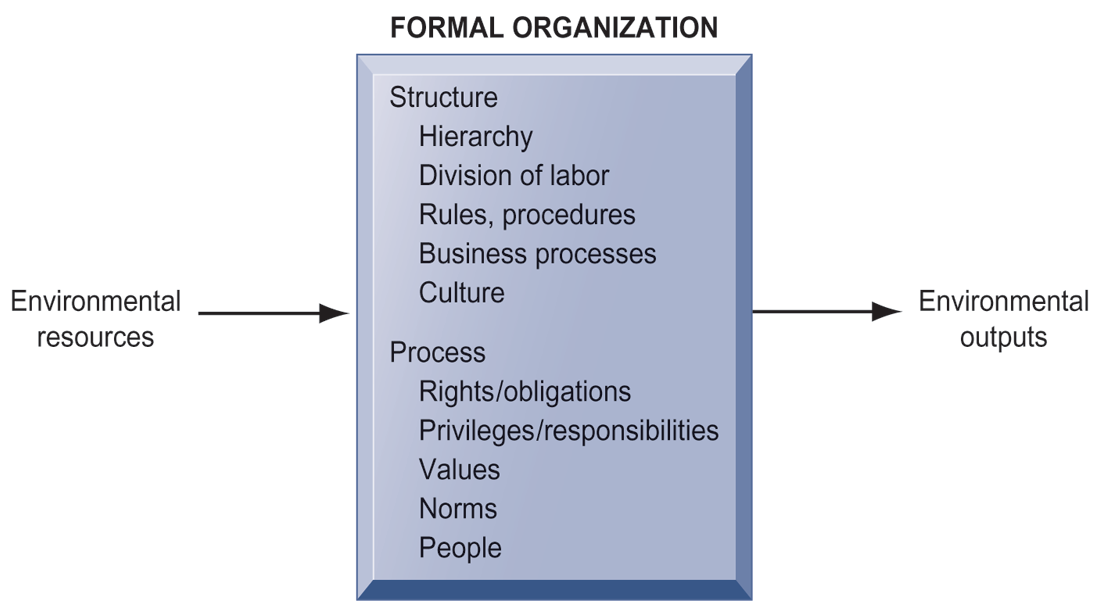 FORMAL ORGANIZATION
Structure
Hierarchy
Division of labor
Rules, procedures
Business processes
Culture
Environmental
resources
Environmental
outputs
Process
Rights/obligations
Privileges/responsibilities
Values
Norms
People